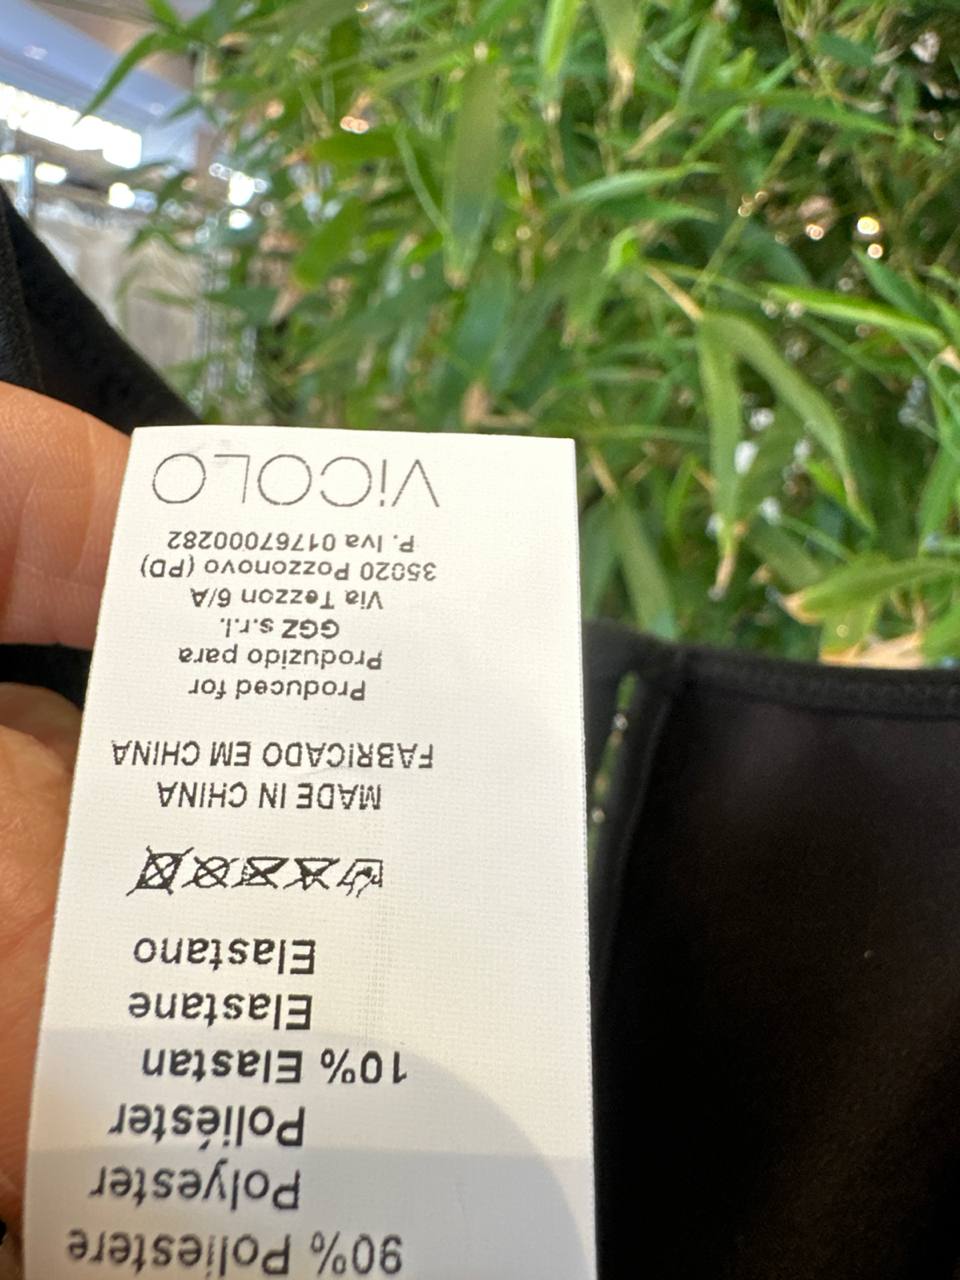 90% Poliestere
Polyester
Poliéster
10% Elastan
Elastane
Elastano
MADE IN CHINA
FABRICADO EM CHINA
Produced for
Produzido para
GGZ s.r.l.
Via Tezzon 6/A
35020 Pozzonovo (PD)
P. Iva 01767000282
ViCOLO